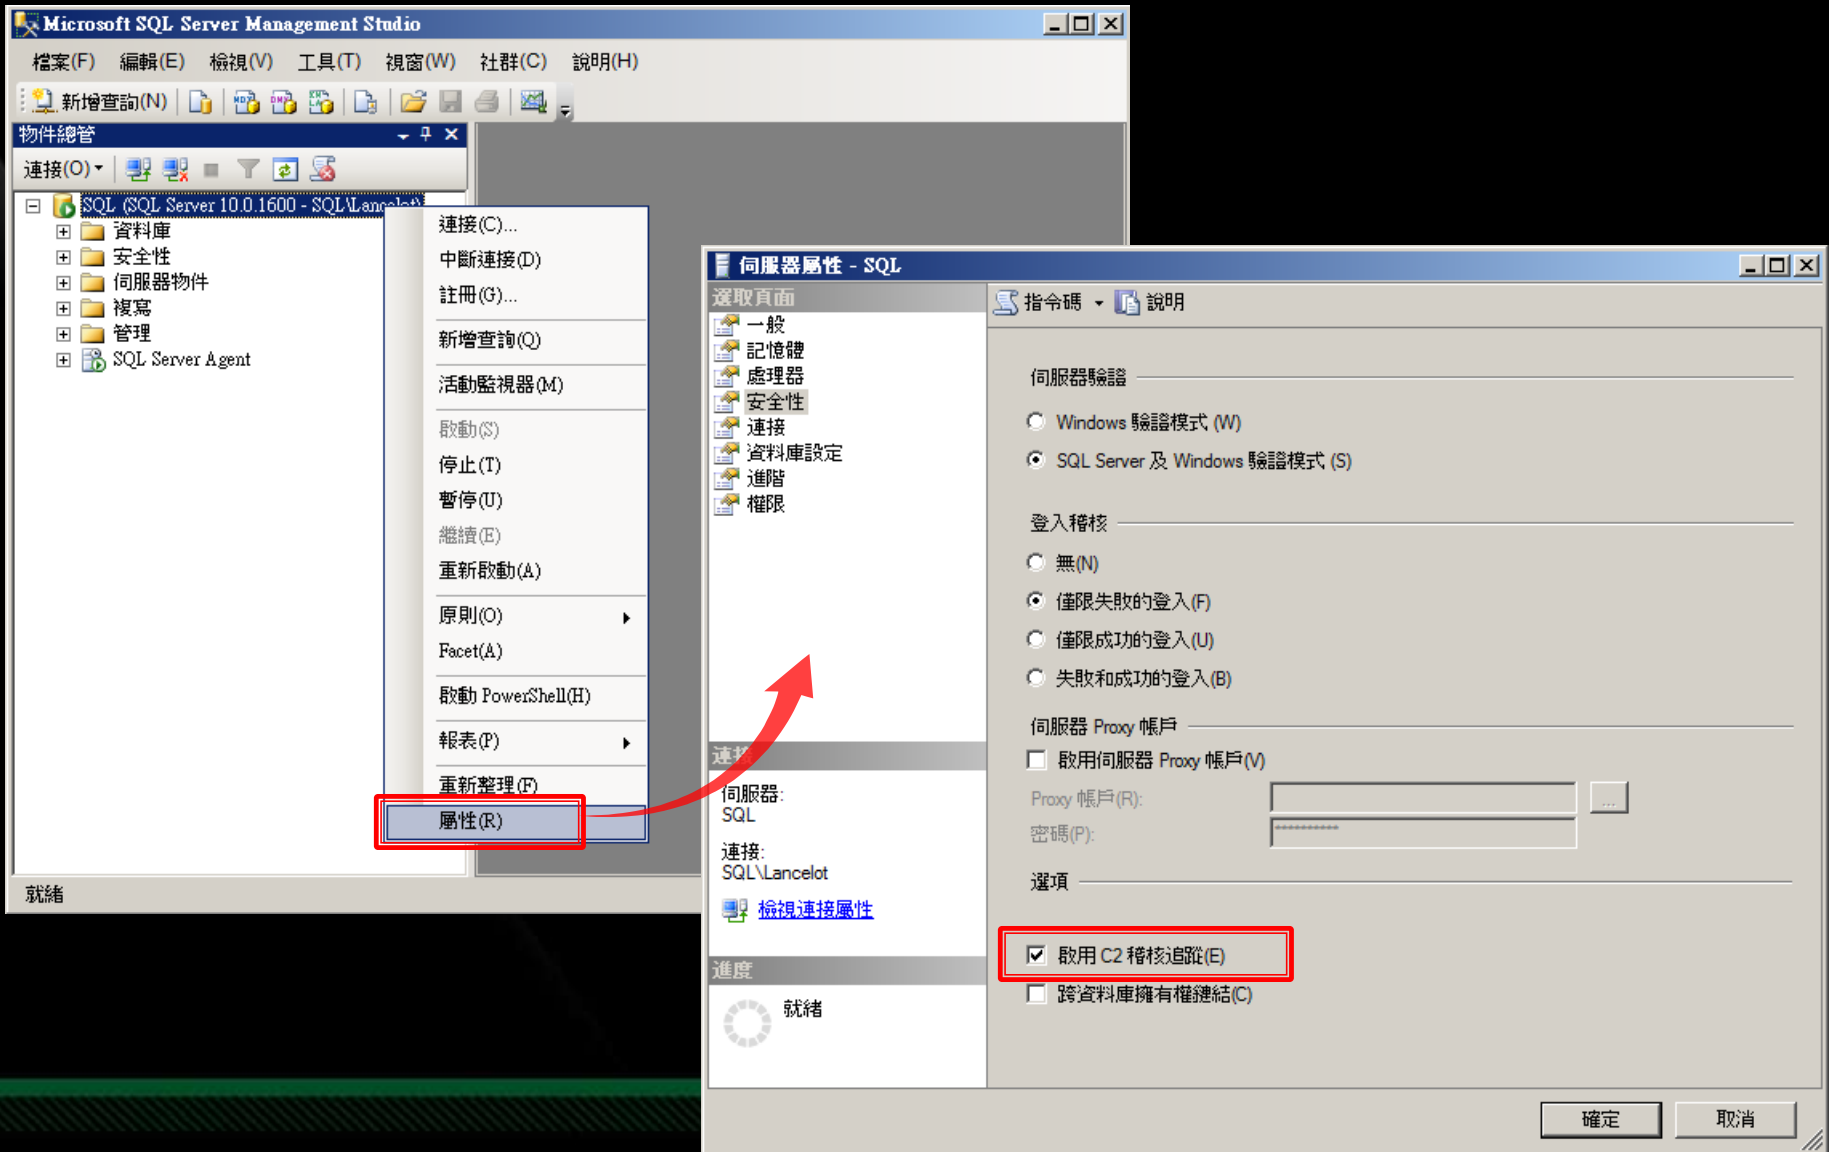 Microsoft SQL Server Management Studio
檔案(F) 編輯(E) 檢視(V) 工具(T) 視窗(W) 社群(C) 說明(H)
新增查詢(N)
物件總管
連接(O)
SQL (SQL Server 10.0.1600 - SQL\Lancelot)
資料庫
安全性
伺服器物件
複寫
管理
SQL Server Agent
就緒
連接(C)...
中斷連接(D)
註冊(G)...
新增查詢(Q)
活動監視器(M)
啟動(S)
停止(T)
暫停(U)
繼續(E)
重新啟動(A)
原則(O)
Facet(A)
啟動 PowerShell(H)
報表(P)
重新整理(F)
屬性(R)
伺服器屬性 - SQL
選取頁面
一般
記憶體
處理器
安全性
連接
資料庫設定
進階
權限
連接
伺服器:
SQL
連接:
SQL\Lancelot
檢視連接屬性
進度
就緒
指令碼 說明
伺服器驗證
Windows 驗證模式 (W)
SQL Server 及 Windows 驗證模式 (S)
登入稽核
無(N)
僅限失敗的登入(F)
僅限成功的登入(U)
失敗和成功的登入(B)
伺服器 Proxy 帳戶
啟用伺服器 Proxy 帳戶(V)
Proxy 帳戶(R):
...
密碼(P):
**********
選項
啟用 C2 稽核追蹤(E)
跨資料庫擁有權鏈結(C)
確定 取消